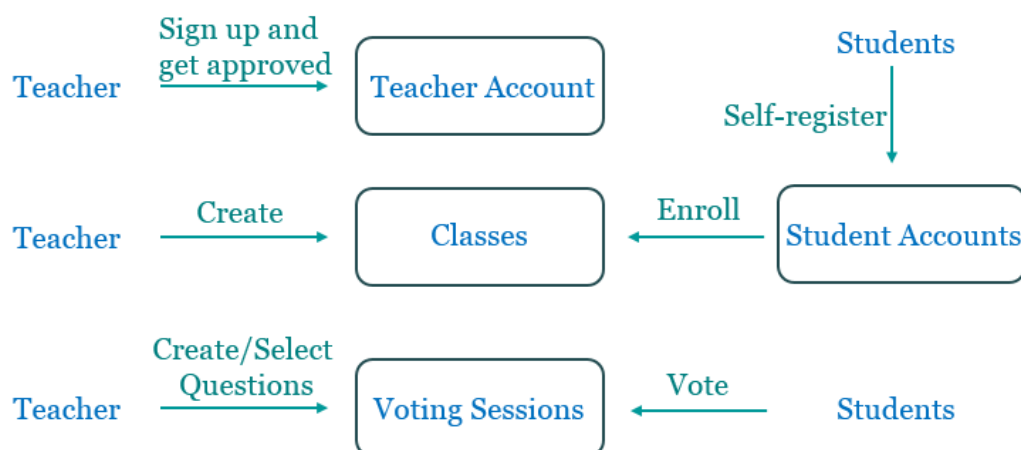 Sign up and
get approved
Teacher
Teacher Account
Students
Self-register
Teacher
Create
Classes
Enroll
Student Accounts
Create/Select
Questions
Teacher
Voting Sessions
Vote
Students